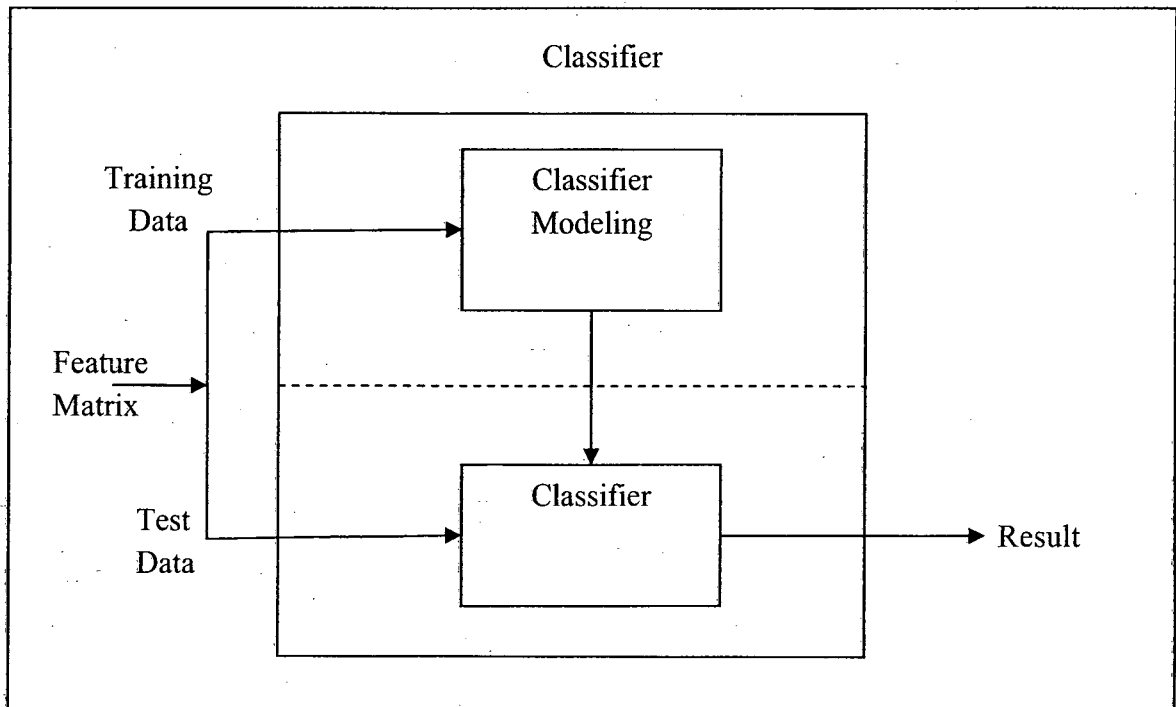 Classifier
Training
Data
Classifier
Modeling
Feature
Matrix
Test
Data
Classifier
Result